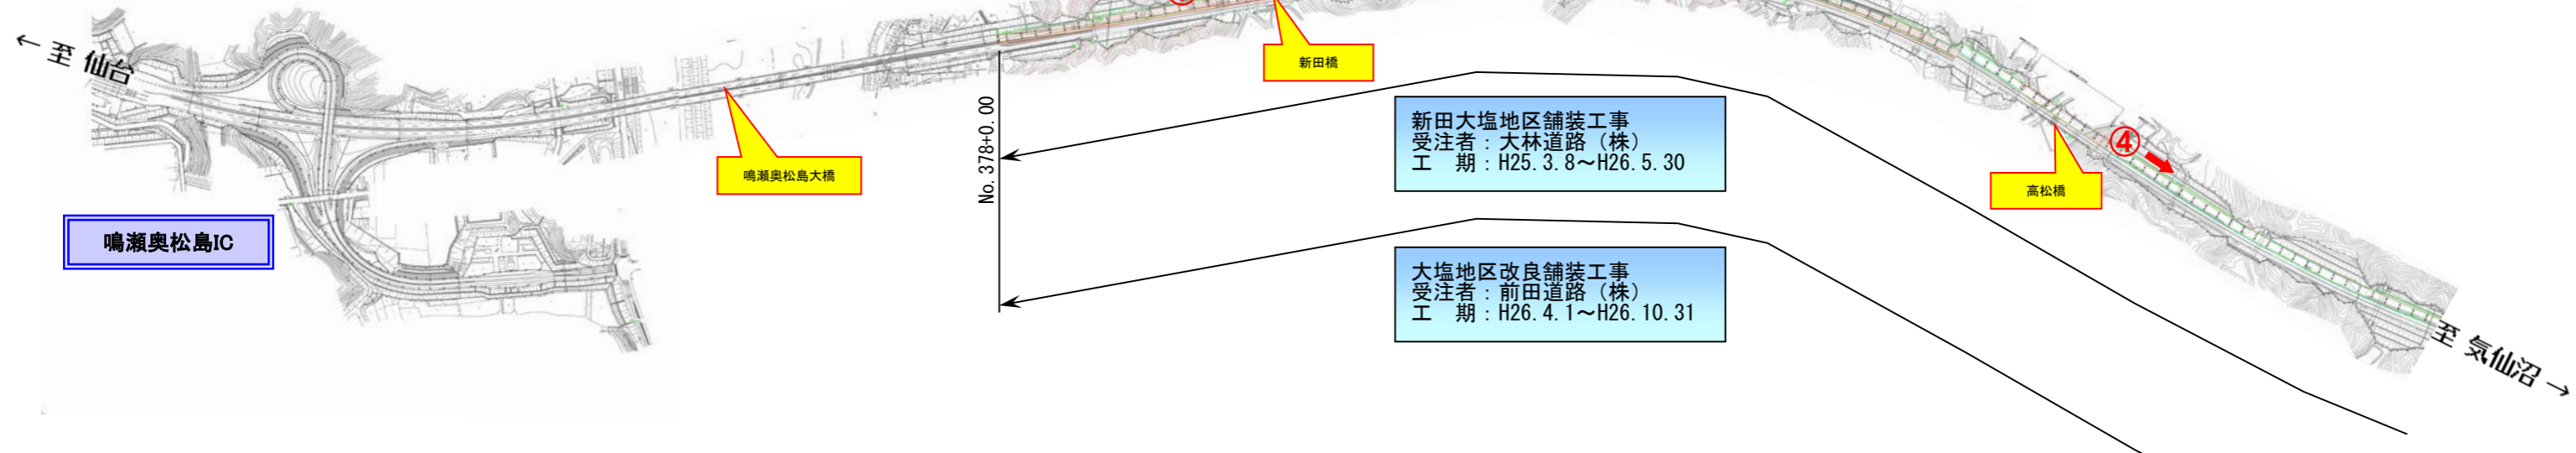 ← 至 仙台
新田橋
鳴瀬奥松島大橋
No.378+0.00
鳴瀬奥松島IC
新田大塩地区舗装工事
受注者：大林道路（株）
工　期：H25.3.8～H26.5.30
大塩地区改良舗装工事
受注者：前田道路（株）
工　期：H26.4.1～H26.10.31
④
高松橋
至 気仙沼 →